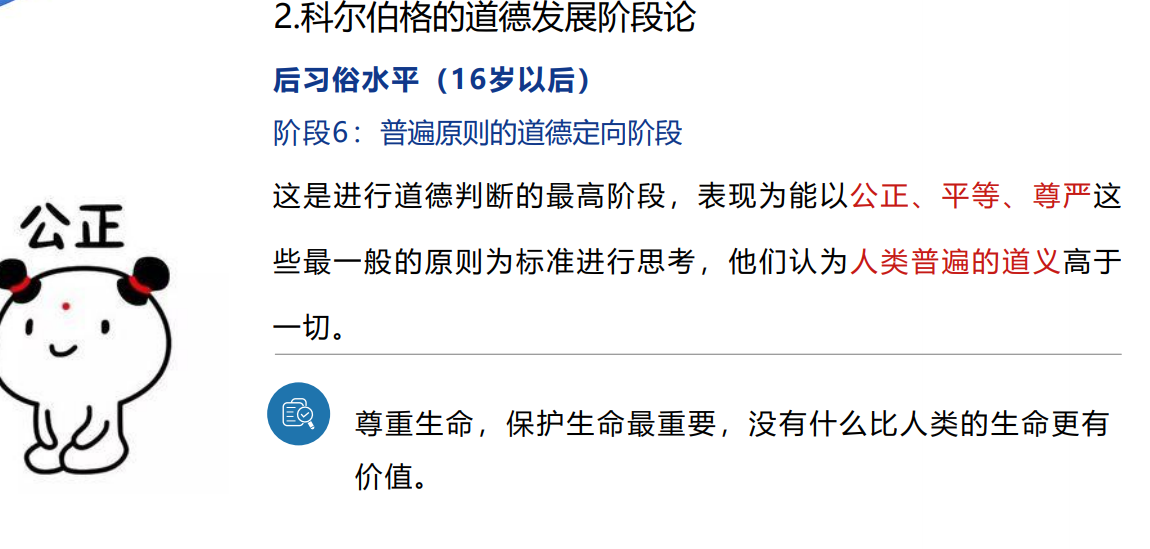 2.科尔伯格的道德发展阶段论
后习俗水平（16岁以后）
阶段6：普遍原则的道德定向阶段
这是进行道德判断的最高阶段，表现为能以公正、平等、尊严这
些最一般的原则为标准进行思考，他们认为人类普遍的道义高于
一切。
公正
尊重生命，保护生命最重要，没有什么比人类的生命更有
价值。